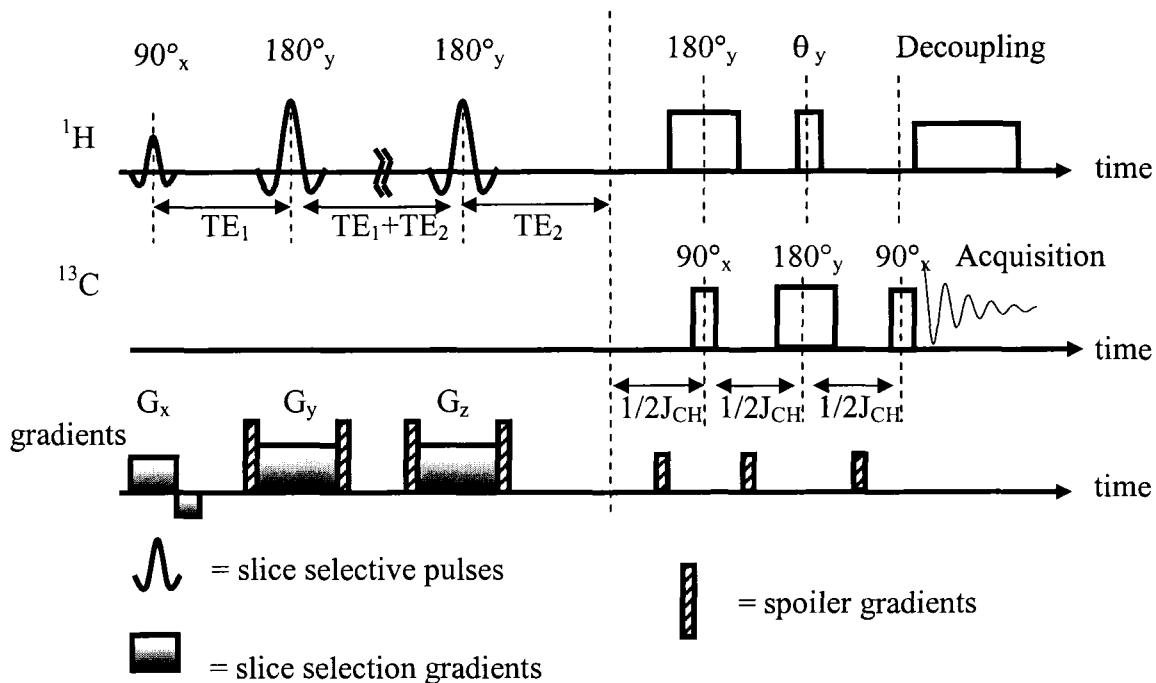 90°x 180°y 180°y 180°y θy Decoupling
1H time
TE1 TE1+TE2 TE2
13C 90°x 180°y 90°x Acquisition
time
1/2JCH 1/2JCH 1/2JCH
Gx Gy Gz
gradients
time
= slice selective pulses
= spoiler gradients
= slice selection gradients